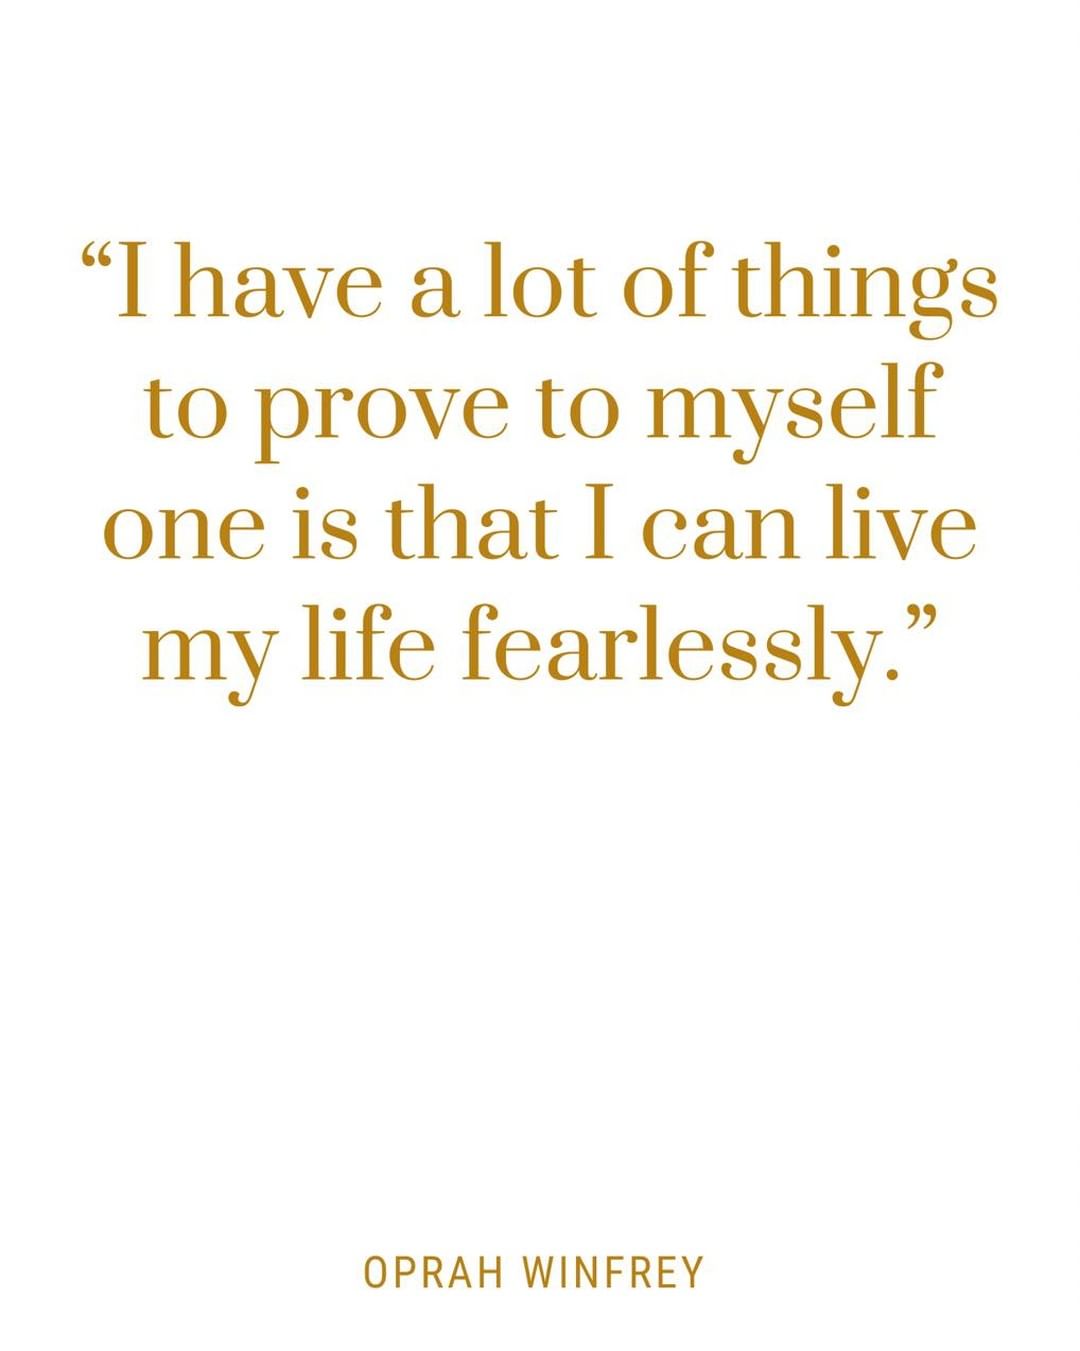 “I have a lot of things
to prove to myself
one is that I can live
my life fearlessly.”
OPRAH WINFREY